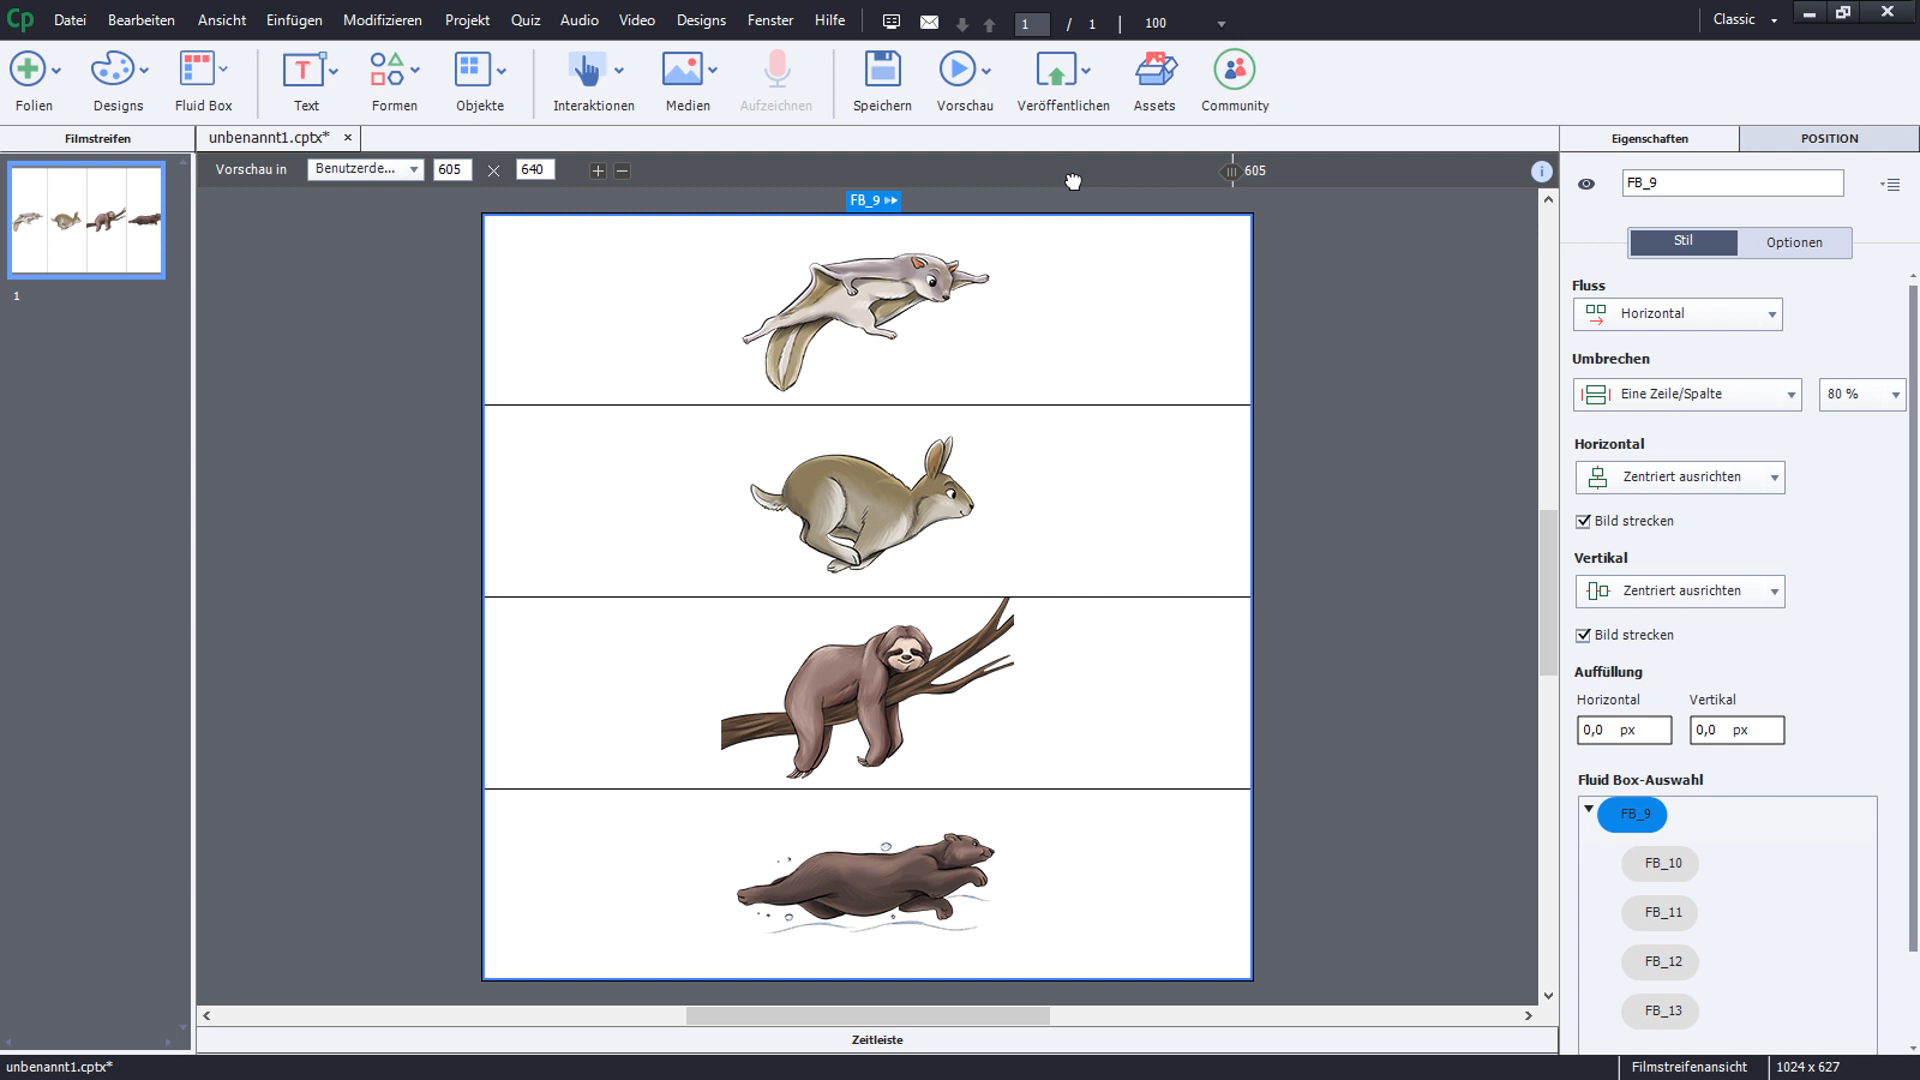 Cp Datei Bearbeiten Ansicht Einfügen Modifizieren Projekt Quiz Audio Video Designs Fenster Hilfe 1 / 1 100 Classic
Folien Designs Fluid Box Text Formen Objekte Interaktionen Medien Aufzeichnen Speichern Vorschau Veröffentlichen Assets Community
Filmstreifen unbenannt1.cptx* Eigenschaften POSITION
Vorschau in Benutzerde... 605 640 605
FB_9
FB_9
1
Stil Optionen
Fluss
Horizontal
Umbrechen
Eine Zeile/Spalte 80 %
Horizontal
Zentriert ausrichten
Bild strecken
Vertikal
Zentriert ausrichten
Bild strecken
Auffüllung
Horizontal Vertikal
0,0 px 0,0 px
Fluid Box-Auswahl
FB_9
FB_10
FB_11
FB_12
FB_13
Zeitleiste
unbenannt1.cptx* Filmstreifenansicht 1024 x 627